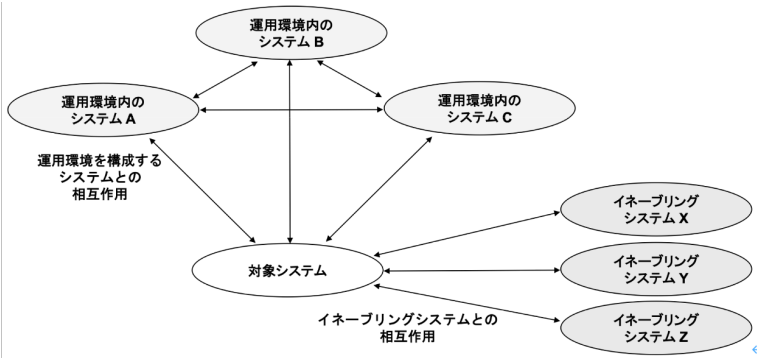 運用環境内の
システム B
運用環境内の
システム A
運用環境内の
システム C
運用環境を構成する
システムとの
相互作用
イネーブリング
システム X
対象システム
イネーブリング
システム Y
イネーブリングシステムとの
相互作用
イネーブリング
システム Z